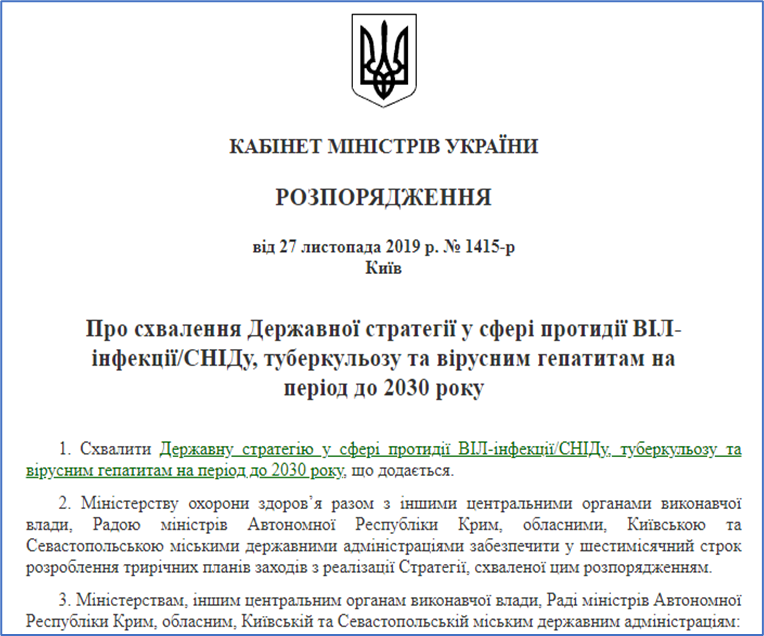 КАБІНЕТ МІНІСТРІВ УКРАЇНИ
РОЗПОРЯДЖЕННЯ
від 27 листопада 2019 р. № 1415-р
Київ
Про схвалення Державної стратегії у сфері протидії ВІЛ-
інфекції/СНІДу, туберкульозу та вірусним гепатитам на
період до 2030 року
1. Схвалити Державну стратегію у сфері протидії ВІЛ-інфекції/СНІДу, туберкульозу та
вірусним гепатитам на період до 2030 року, що додається.
2. Міністерству охорони здоров’я разом з іншими центральними органами виконавчої
влади, Радою міністрів Автономної Республіки Крим, обласними, Київською та
Севастопольською міськими державними адміністраціями забезпечити у шестимісячний строк
розроблення трирічних планів заходів з реалізації Стратегії, схваленої цим розпорядженням.
3. Міністерствам, іншим центральним органам виконавчої влади, Раді міністрів Автономної
Республіки Крим, обласним, Київській та Севастопольській міським державним адміністраціям: